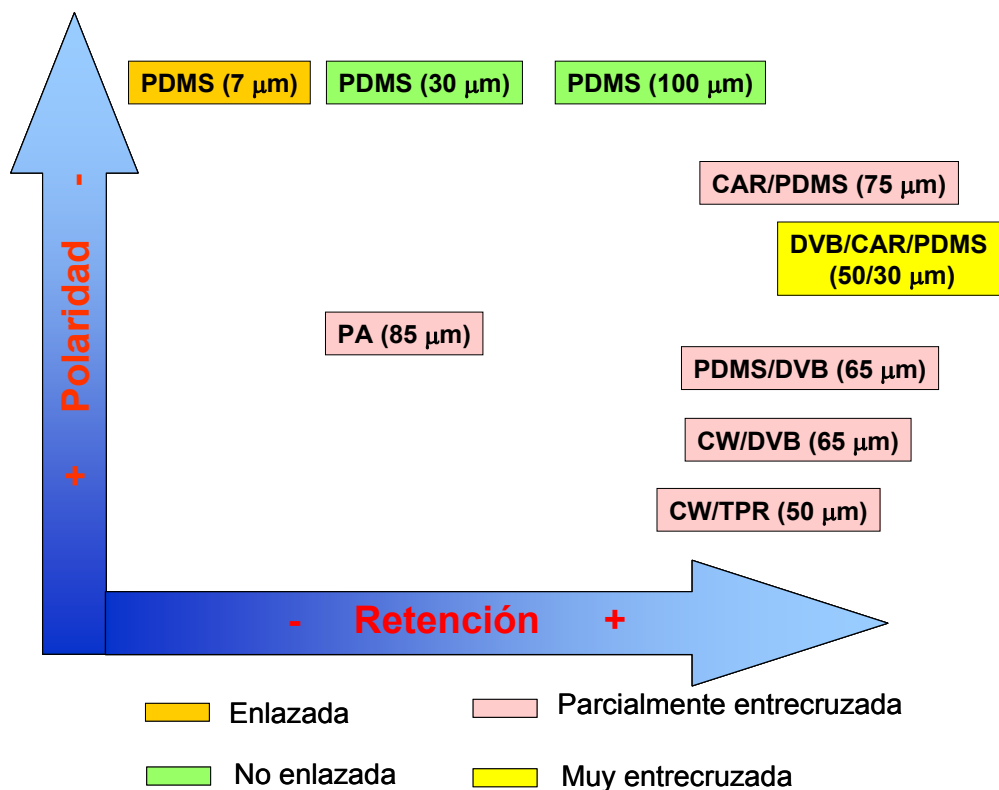 PDMS (7 μm)
PDMS (30 μm)
PDMS (100 μm)
CAR/PDMS (75 μm)
DVB/CAR/PDMS
(50/30 μm)
PA (85 μm)
PDMS/DVB (65 μm)
CW/DVB (65 μm)
CW/TPR (50 μm)
+ Polaridad -
- Retención +
Enlazada
Parcialmente entrecruzada
No enlazada
Muy entrecruzada